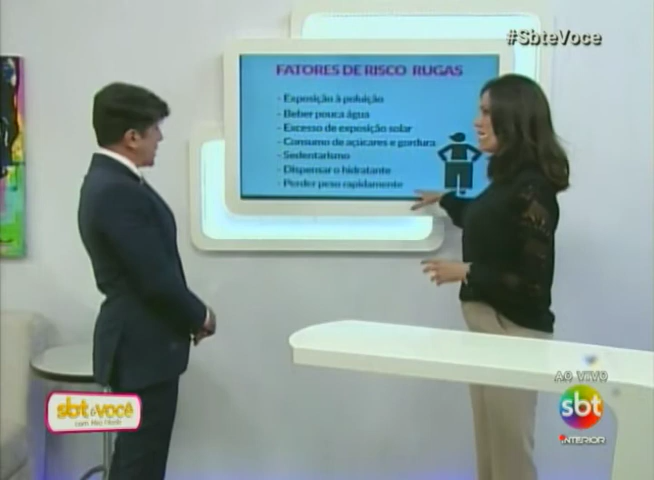 #SbteVoce
FATORES DE RISCO RUGAS
- Exposição à poluição
- Beber pouca água
- Excesso de exposição solar
- Consumo de açúcares e gordura
- Sedentarismo
- Dispensar o hidratante
- Perder peso rapidamente
AO VIVO
sbt
INTERIOR
sbt e VOCÊ
com